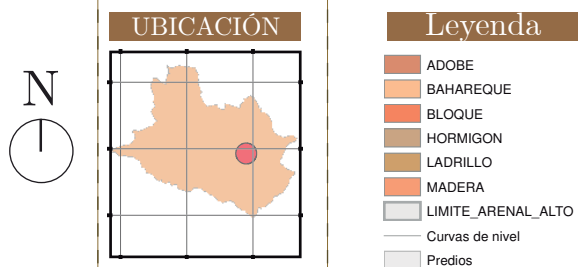 N
UBICACIÓN
Leyenda
ADOBE
BAHAREQUE
BLOQUE
HORMIGON
LADRILLO
MADERA
LIMITE_ARENAL_ALTO
Curvas de nivel
Predios